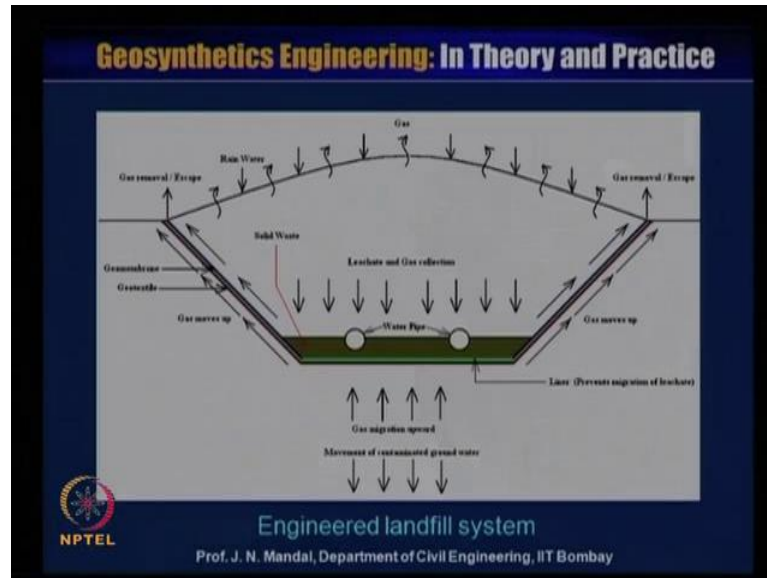 Geosynthetics Engineering: In Theory and Practice
Gas
Rain Water
Gas removal / Escape
Gas removal / Escape
Solid Waste
Leachate and Gas collection
Geomembrane
Geotextile
Gas moves up
Gas moves up
Water Pipe
Liner (Prevents migration of leachate)
Gas migration upward
Movement of contaminated ground water
NPTEL
Engineered landfill system
Prof. J. N. Mandal, Department of Civil Engineering, IIT Bombay